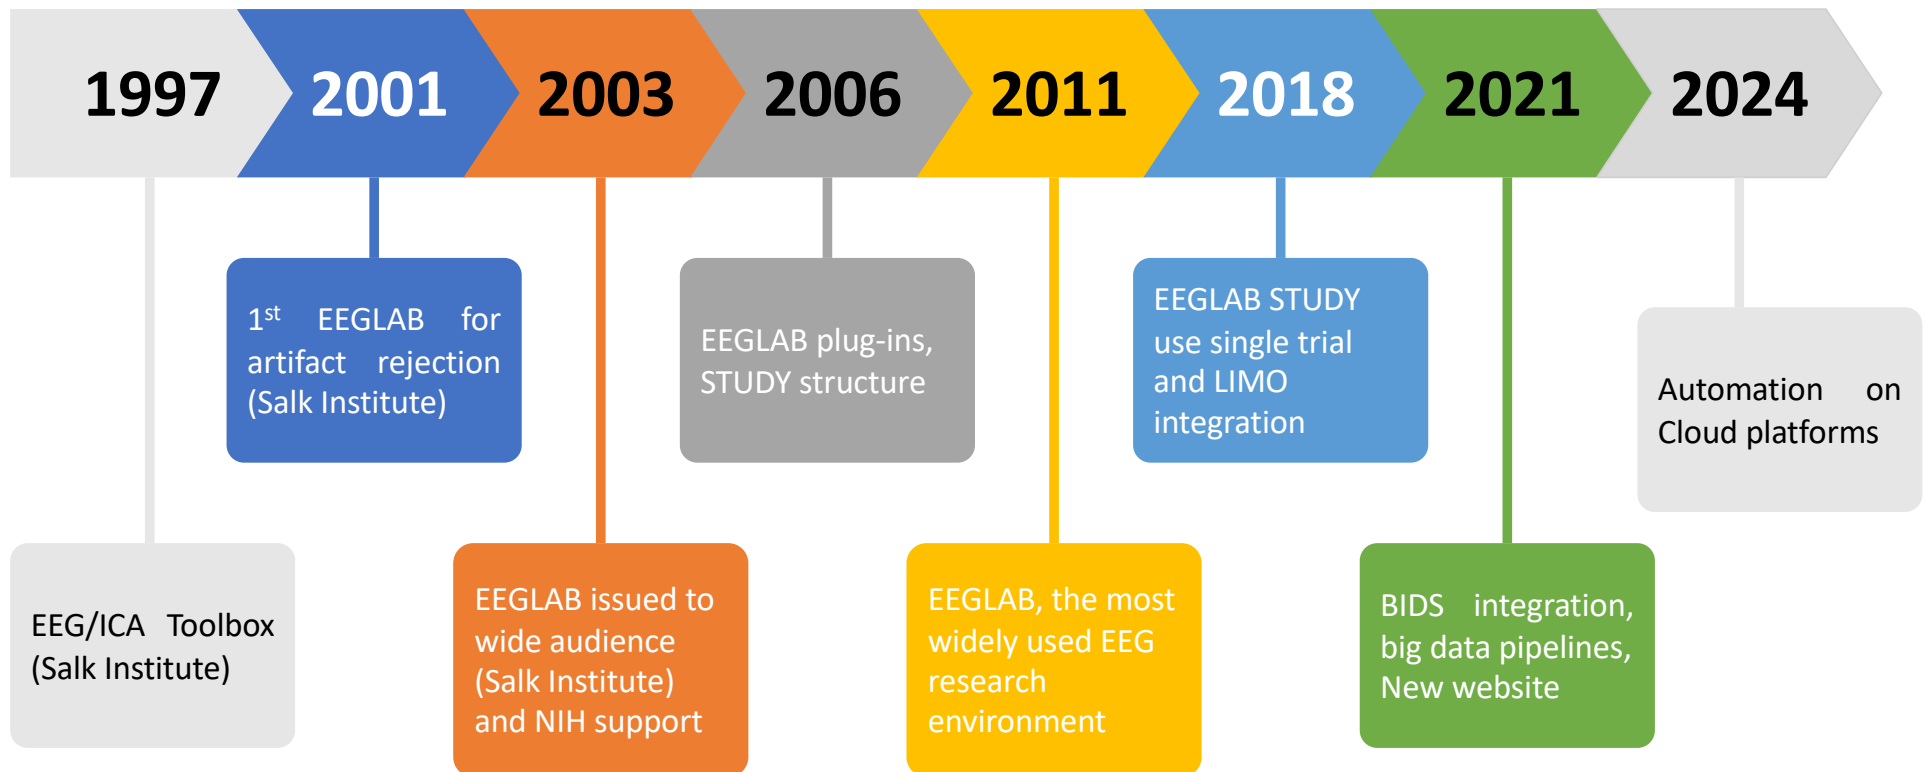 1997
2001
2003
2006
2011
2018
2021
2024
1st EEGLAB for
artifact rejection
(Salk Institute)
EEGLAB plug-ins,
STUDY structure
EEGLAB STUDY
use single trial
and LIMO
integration
Automation on
Cloud platforms
EEG/ICA Toolbox
(Salk Institute)
EEGLAB issued to
wide audience
(Salk Institute)
and NIH support
EEGLAB, the most
widely used EEG
research
environment
BIDS integration,
big data pipelines,
New website